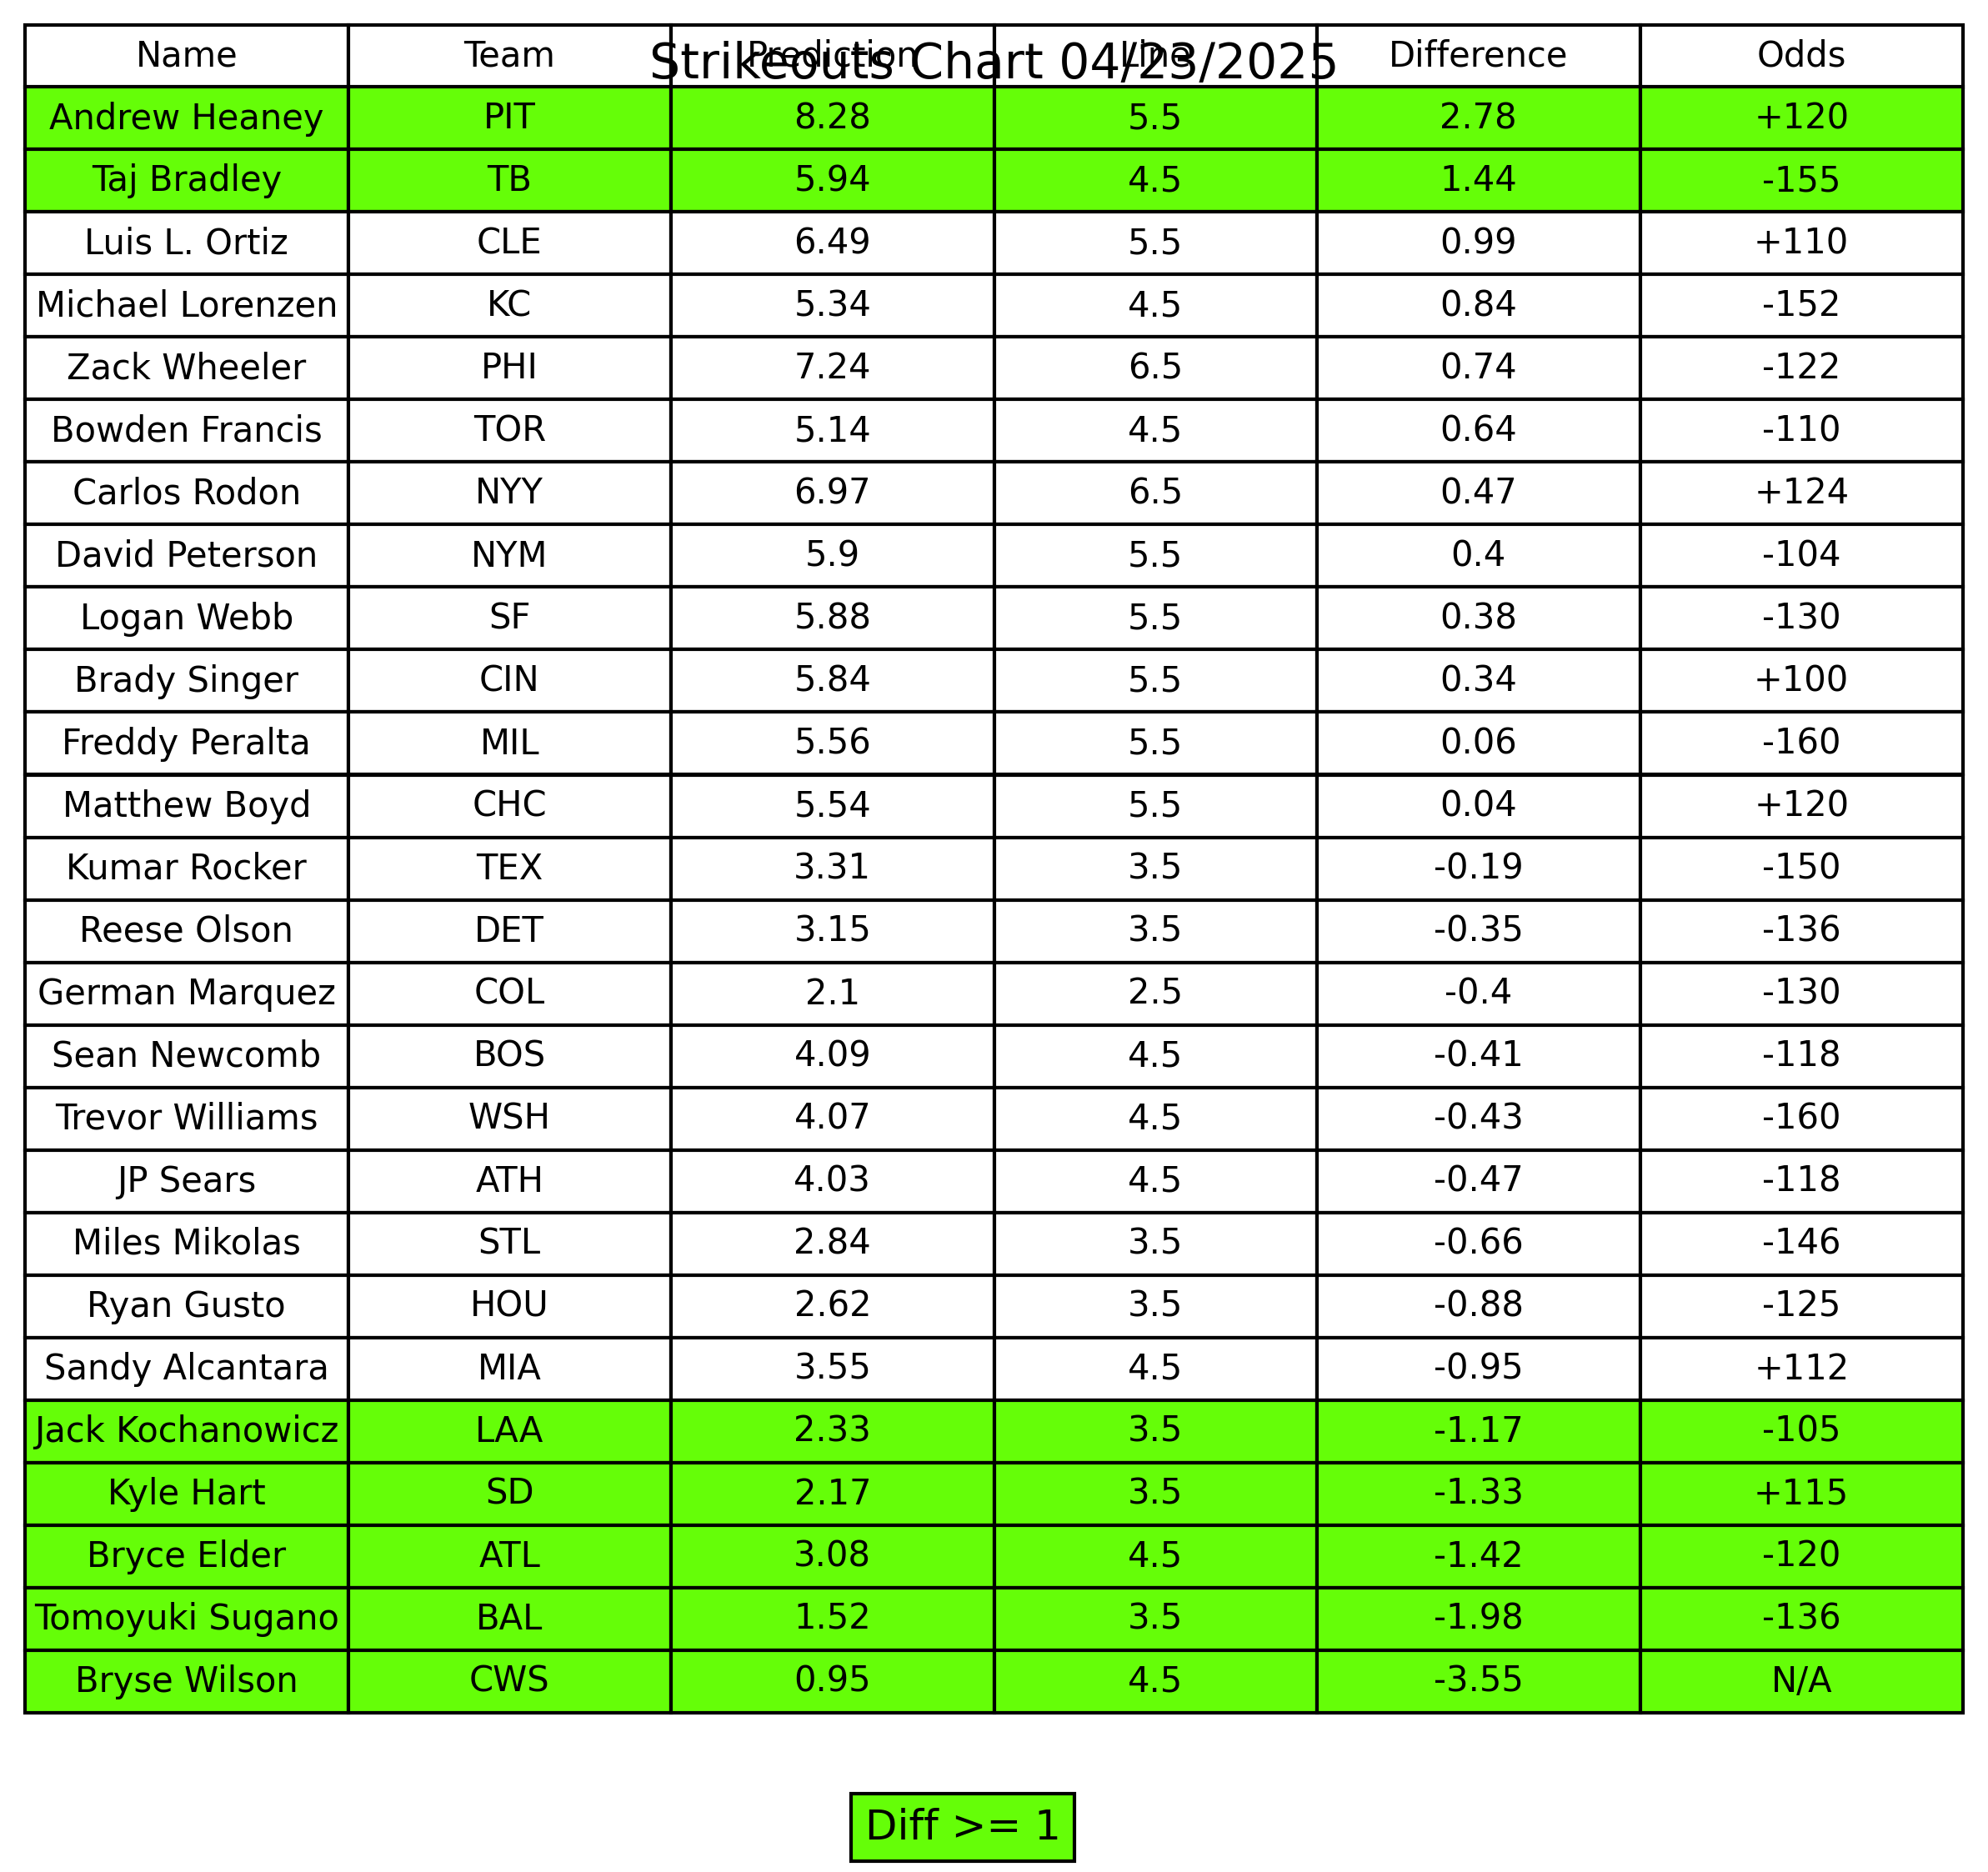 Strikeouts Chart 04/23/2025
Name Team Prediction Line Difference Odds
Andrew Heaney PIT 8.28 5.5 2.78 +120
Taj Bradley TB 5.94 4.5 1.44 -155
Luis L. Ortiz CLE 6.49 5.5 0.99 +110
Michael Lorenzen KC 5.34 4.5 0.84 -152
Zack Wheeler PHI 7.24 6.5 0.74 -122
Bowden Francis TOR 5.14 4.5 0.64 -110
Carlos Rodon NYY 6.97 6.5 0.47 +124
David Peterson NYM 5.9 5.5 0.4 -104
Logan Webb SF 5.88 5.5 0.38 -130
Brady Singer CIN 5.84 5.5 0.34 +100
Freddy Peralta MIL 5.56 5.5 0.06 -160
Matthew Boyd CHC 5.54 5.5 0.04 +120
Kumar Rocker TEX 3.31 3.5 -0.19 -150
Reese Olson DET 3.15 3.5 -0.35 -136
German Marquez COL 2.1 2.5 -0.4 -130
Sean Newcomb BOS 4.09 4.5 -0.41 -118
Trevor Williams WSH 4.07 4.5 -0.43 -160
JP Sears ATH 4.03 4.5 -0.47 -118
Miles Mikolas STL 2.84 3.5 -0.66 -146
Ryan Gusto HOU 2.62 3.5 -0.88 -125
Sandy Alcantara MIA 3.55 4.5 -0.95 +112
Jack Kochanowicz LAA 2.33 3.5 -1.17 -105
Kyle Hart SD 2.17 3.5 -1.33 +115
Bryce Elder ATL 3.08 4.5 -1.42 -120
Tomoyuki Sugano BAL 1.52 3.5 -1.98 -136
Bryse Wilson CWS 0.95 4.5 -3.55 N/A
Diff >= 1